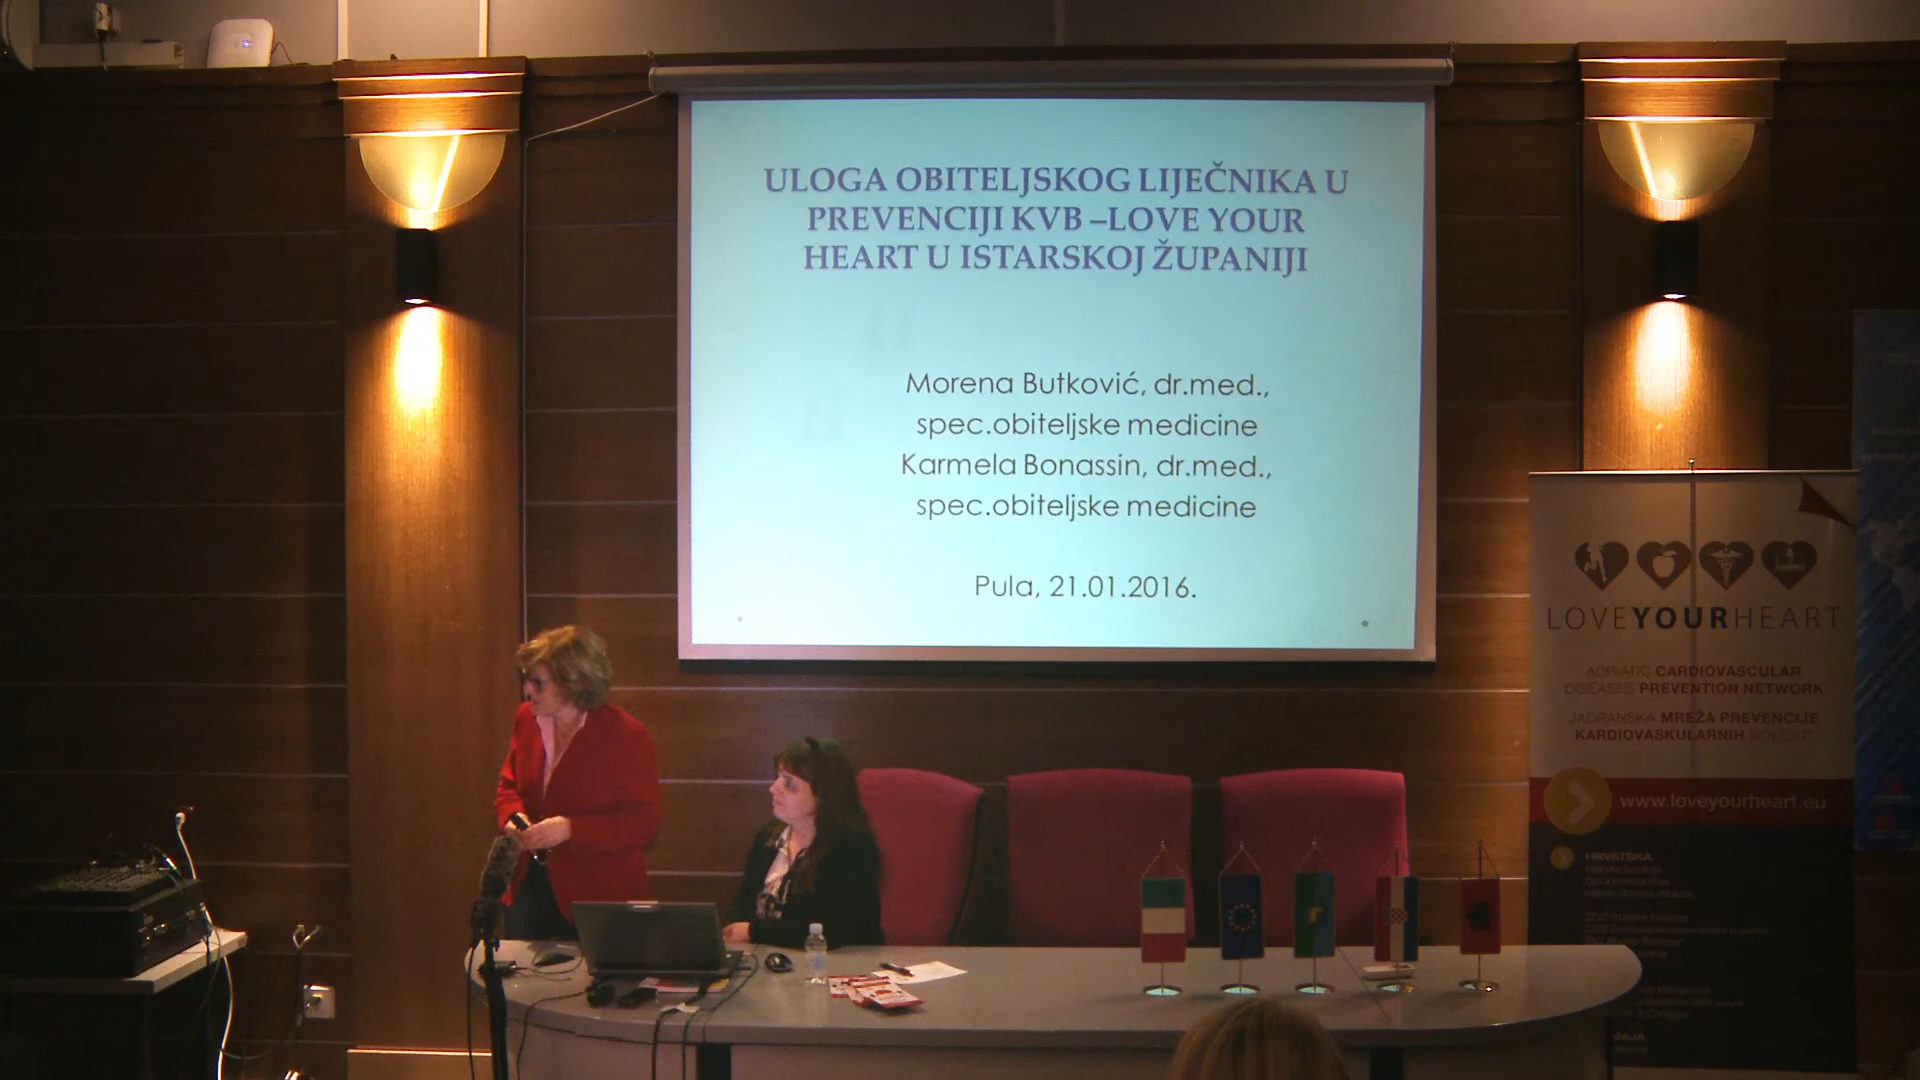 ULOGA OBITELJSKOG LIJEČNIKA U
PREVENCIJI KVB –LOVE YOUR
HEART U ISTARSKOJ ŽUPANIJI
Morena Butković, dr.med.,
spec.obiteljske medicine
Karmela Bonassin, dr.med.,
spec.obiteljske medicine
Pula, 21.01.2016.
LOVEYOURHEART
ADRIATIC CARDIOVASCULAR
DISEASES PREVENTION NETWORK
JADRANSKA MREŽA PREVENCIJE
KARDIOVASKULARNIH BOLESTI
www.loveyourheart.eu
HRVATSKA